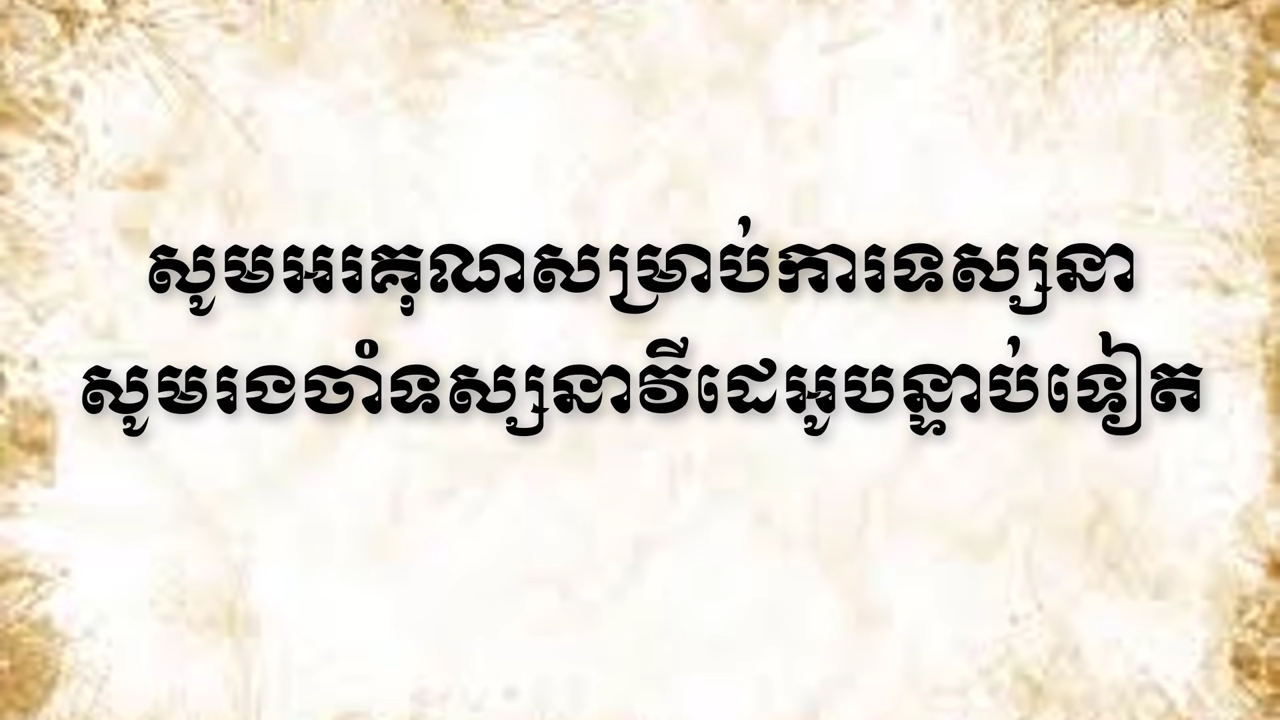 សូមអរគុណសម្រាប់ការទស្សនា
សូមរងចាំទស្សនាវីដេអូបន្ទាប់ទៀត